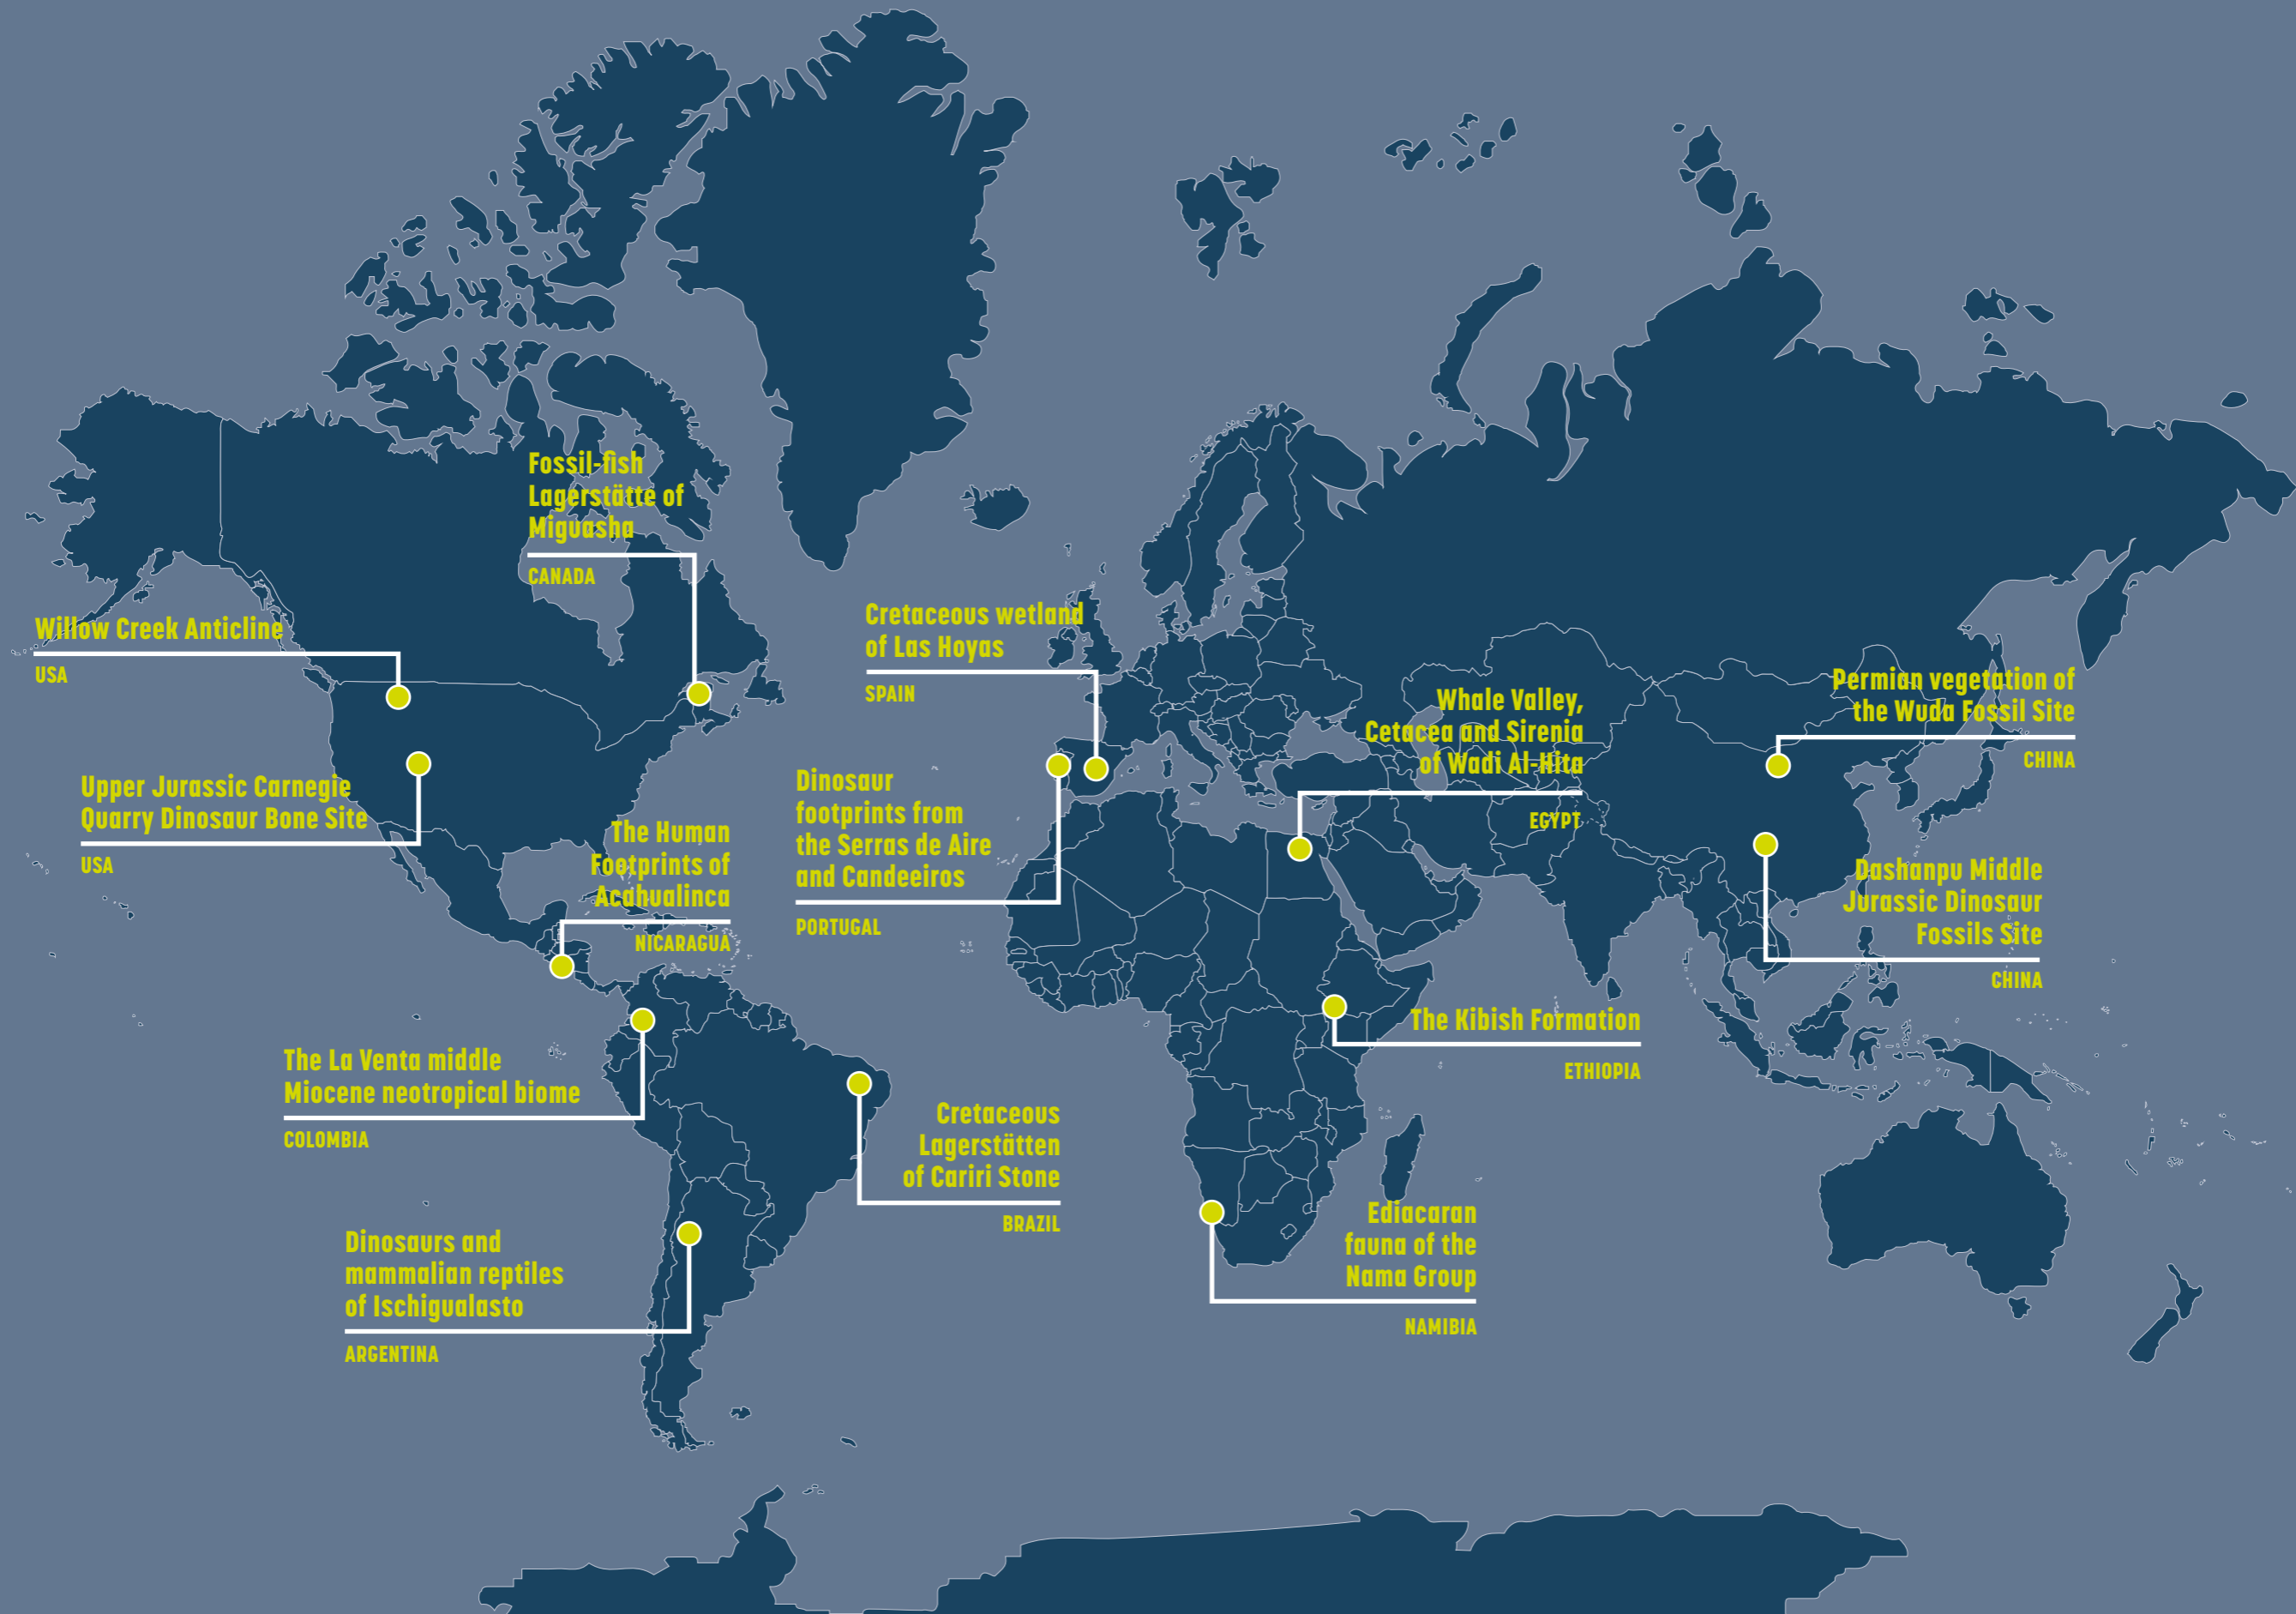 Fossil-fish
Lagerstätte of
Miguasha
CANADA
Willow Creek Anticline
USA
Cretaceous wetland
of Las Hoyas
SPAIN
Permian vegetation of
the Wuda Fossil Site
CHINA
Whale Valley,
Cetacea and Sirenia
of Wadi Al-Hita
EGYPT
Upper Jurassic Carnegie
Quarry Dinosaur Bone Site
USA
Dinosaur
footprints from
the Serras de Aire
and Candeeiros
PORTUGAL
The Human
Footprints of
Acahualinca
NICARAGUA
Dashanpu Middle
Jurassic Dinosaur
Fossils Site
CHINA
The Kibish Formation
ETHIOPIA
The La Venta middle
Miocene neotropical biome
COLOMBIA
Cretaceous
Lagerstätten
of Cariri Stone
BRAZIL
Ediacaran
fauna of the
Nama Group
NAMIBIA
Dinosaurs and
mammalian reptiles
of Ischigualasto
ARGENTINA